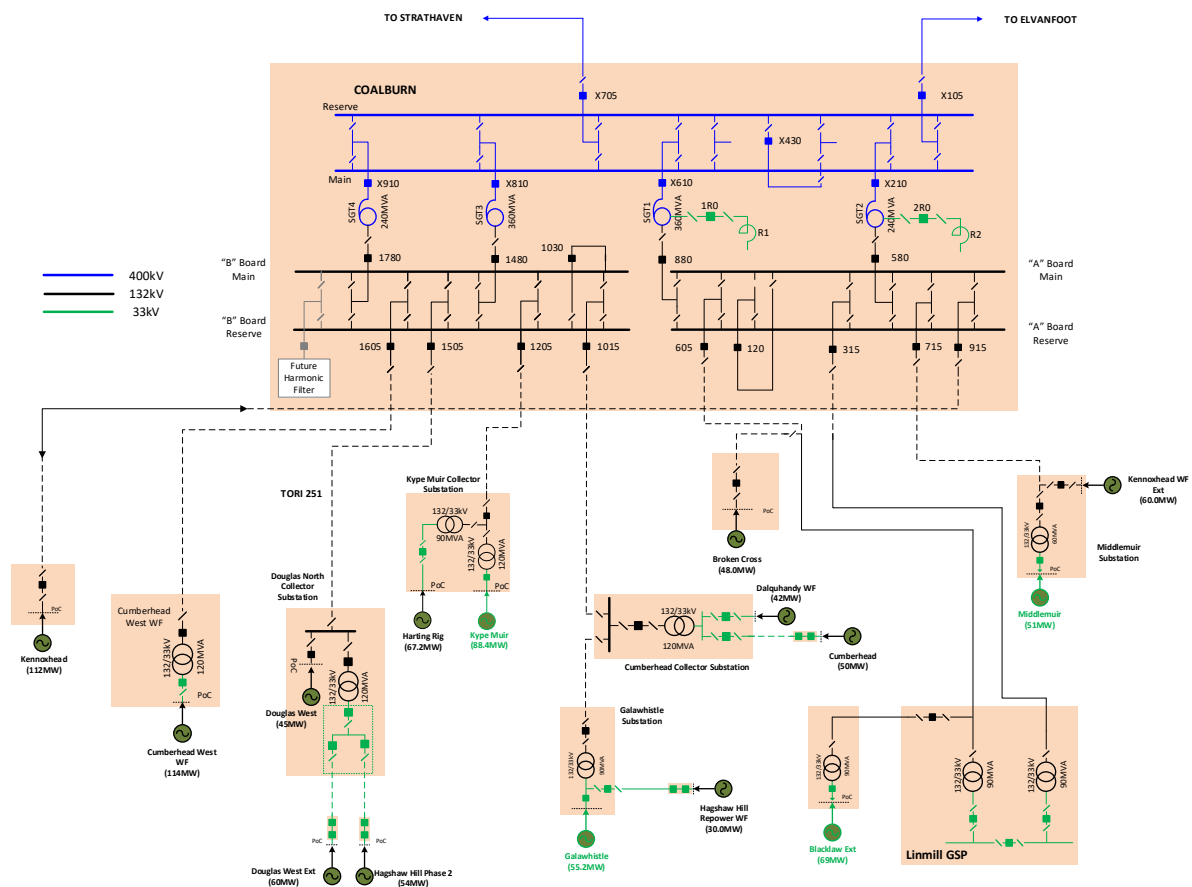 TO STRATHAVEN
TO ELVANFOOT
COALBURN
X705
X105
Reserve
X430
Main
X910
X810
X610
X210
SGT4
240MVA
SGT3
360MVA
SGT1
360MVA
1R0
R1
SGT2
240MVA
2R0
R2
1030
1780
1480
880
580
"B" Board
Main
"A" Board
Main
400kV
132kV
33kV
"B" Board
Reserve
"A" Board
Reserve
1605
1505
1205
1015
605
120
315
715
915
Future
Harmonic
Filter
TORI 251
Kype Muir Collector
Substation
132/33kV
90MVA
132/33kV
120MVA
PoC
PoC
Harting Rig
(67.2MW)
Kype Muir
(88.4MW)
PoC
Broken Cross
(48.0MW)
Kennoxhead WF
Ext
(60.0MW)
132/33kV
60MVA
PoC
Middlemuir
Substation
Middlemuir
(51MW)
PoC
Kennoxhead
(112MW)
Cumberhead
West WF
132/33kV
120MVA
PoC
Cumberhead West
WF
(114MW)
Douglas North
Collector
Substation
PoC
132/33kV
120MVA
Douglas West
(45MW)
PoC
PoC
Douglas West Ext
(60MW)
Hagshaw Hill Phase 2
(54MW)
Dalquhandy WF
(42MW)
132/33kV
120MVA
Cumberhead
(50MW)
Cumberhead Collector Substation
Galawhistle
Substation
132/33kV
90MVA
PoC
Hagshaw Hill
Repower WF
(30.0MW)
Galawhistle
(55.2MW)
132/33kV
90MVA
PoC
Blacklaw Ext
(69MW)
132/33kV
90MVA
132/33kV
90MVA
Linmill GSP